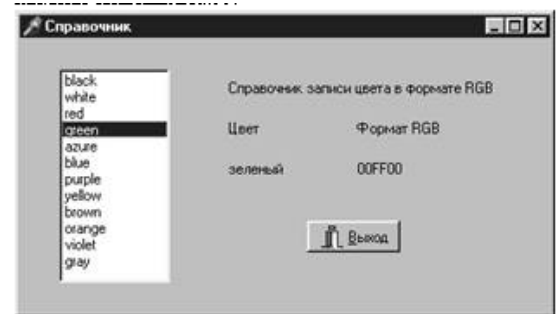 Справочник
black
white
red
green
azure
blue
purple
yellow
brown
orange
violet
gray
Справочник записи цвета в формате RGB
Цвет Формат RGB
зеленый 00FF00
Выход